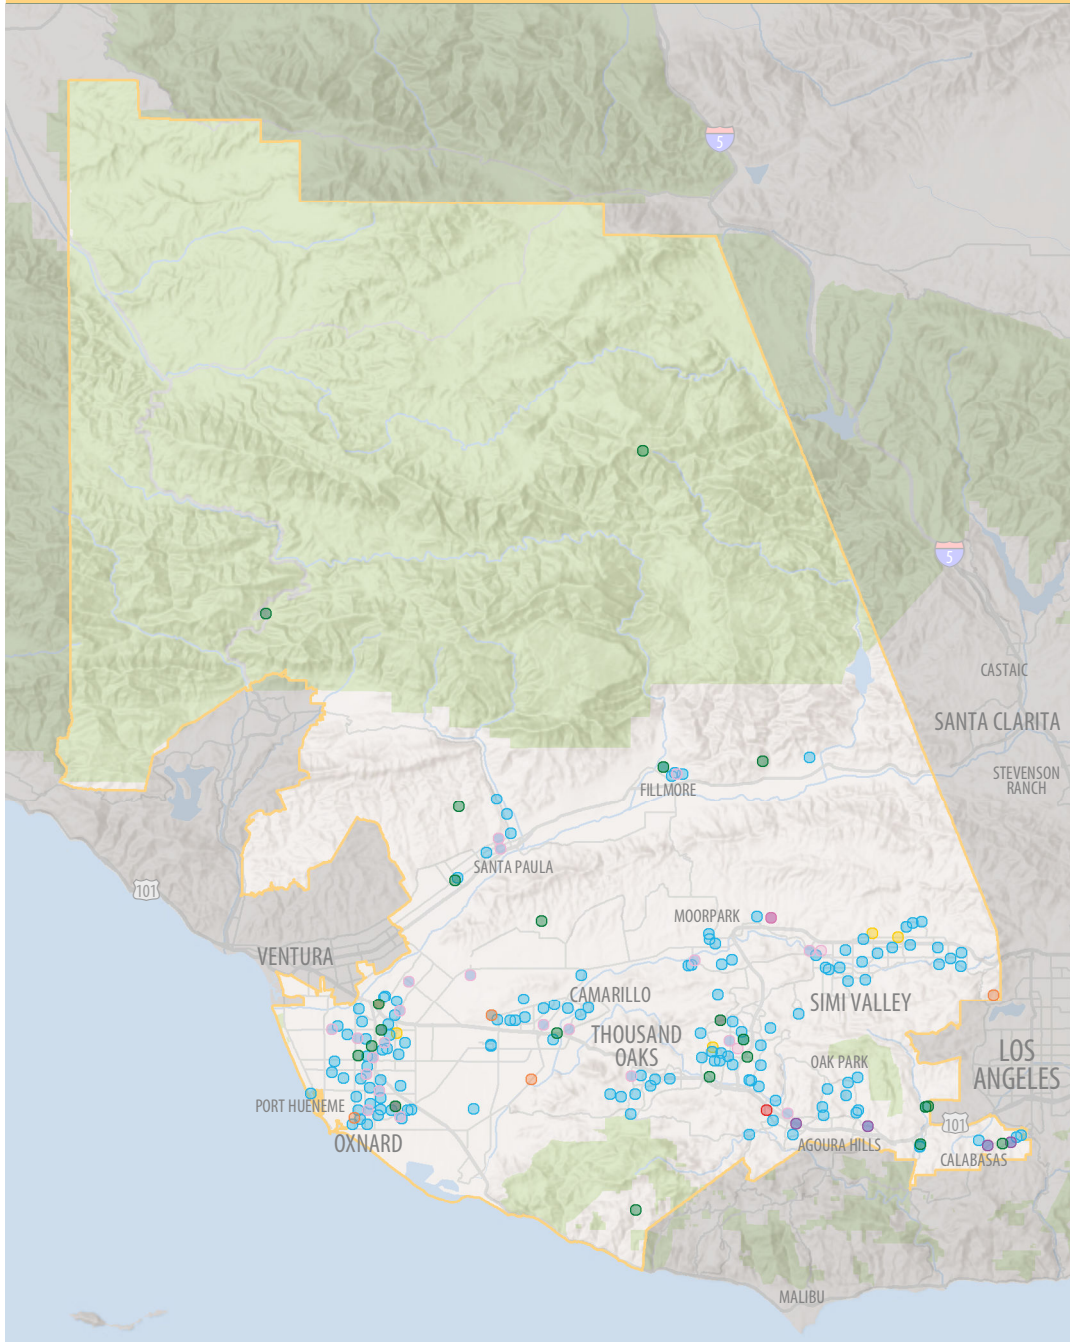 5
5
CASTAIC
SANTA CLARITA
STEVENSON
RANCH
FILLMORE
SANTA PAULA
101
MOORPARK
VENTURA
CAMARILLO
SIMI VALLEY
THOUSAND
OAKS
LOS
ANGELES
OAK PARK
PORT HUENEME
101
OXNARD
AGOURA HILLS
CALABASAS
MALIBU